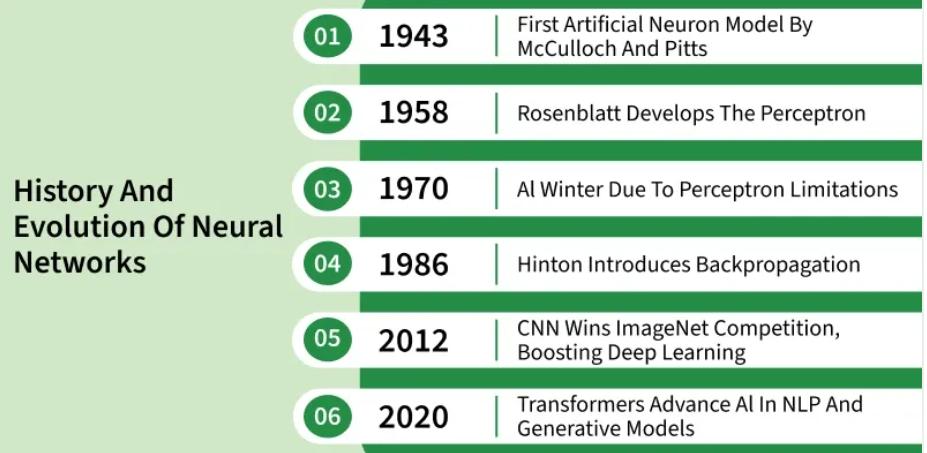 History And
Evolution Of Neural
Networks
01 1943 First Artificial Neuron Model By
McCulloch And Pitts
02 1958 Rosenblatt Develops The Perceptron
03 1970 AI Winter Due To Perceptron Limitations
04 1986 Hinton Introduces Backpropagation
05 2012 CNN Wins ImageNet Competition,
Boosting Deep Learning
06 2020 Transformers Advance AI In NLP And
Generative Models